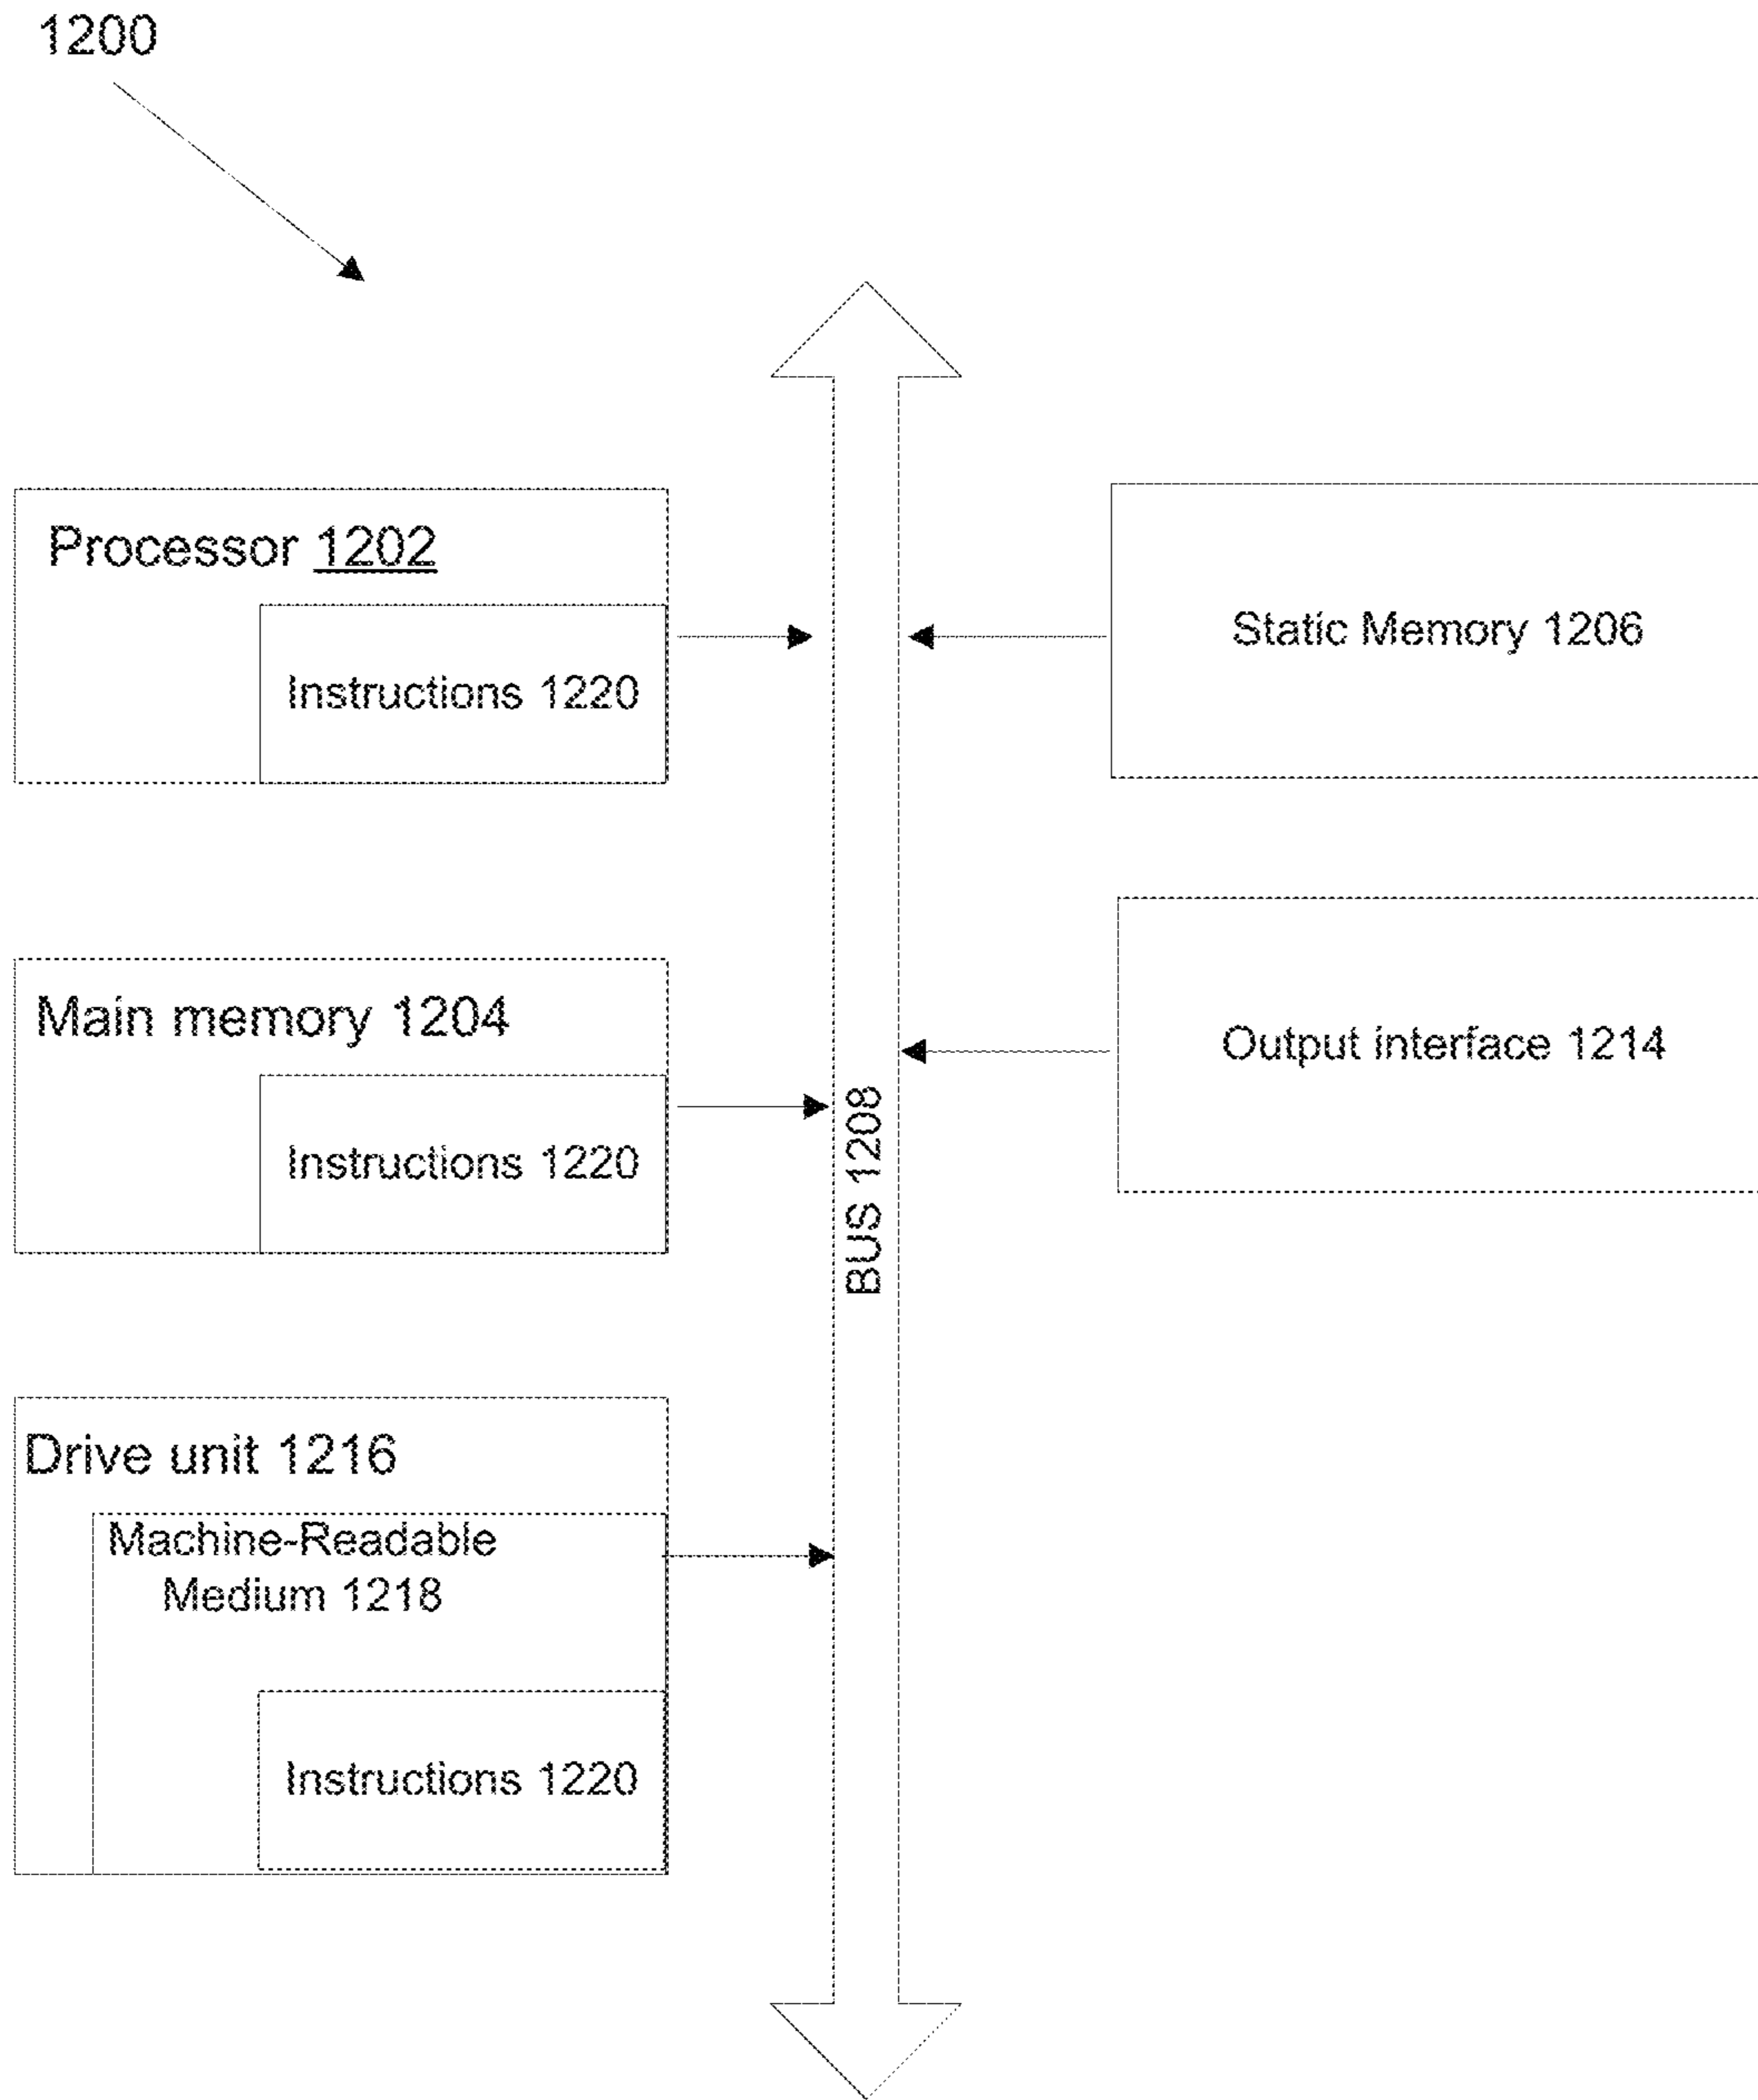 1200
Processor 1202
Instructions 1220
Static Memory 1206
Main memory 1204
Instructions 1220
Output interface 1214
BUS 1208
Drive unit 1216
Machine-Readable
Medium 1218
Instructions 1220